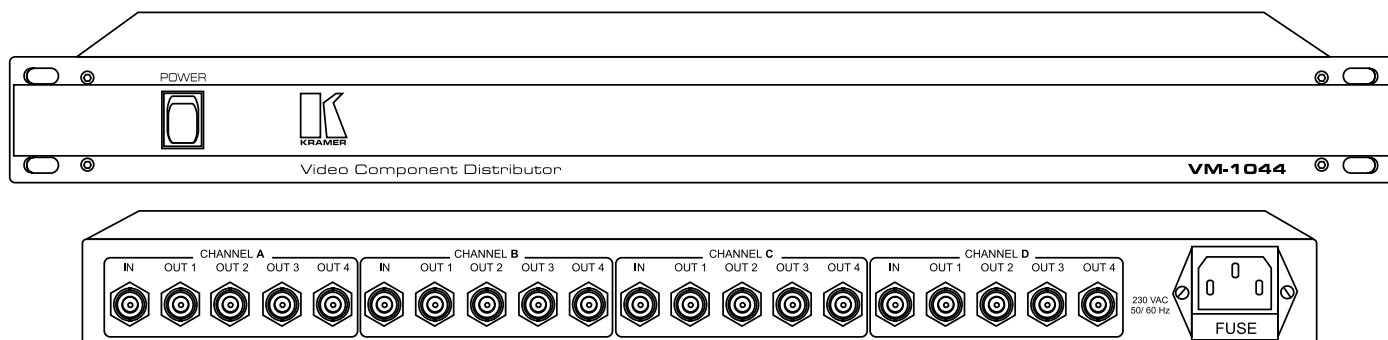 POWER
KRAMER
Video Component Distributor
VM-1044
CHANNEL A
IN OUT 1 OUT 2 OUT 3 OUT 4
CHANNEL B
IN OUT 1 OUT 2 OUT 3 OUT 4
CHANNEL C
IN OUT 1 OUT 2 OUT 3 OUT 4
CHANNEL D
IN OUT 1 OUT 2 OUT 3 OUT 4
230 VAC
50/ 60 Hz
FUSE